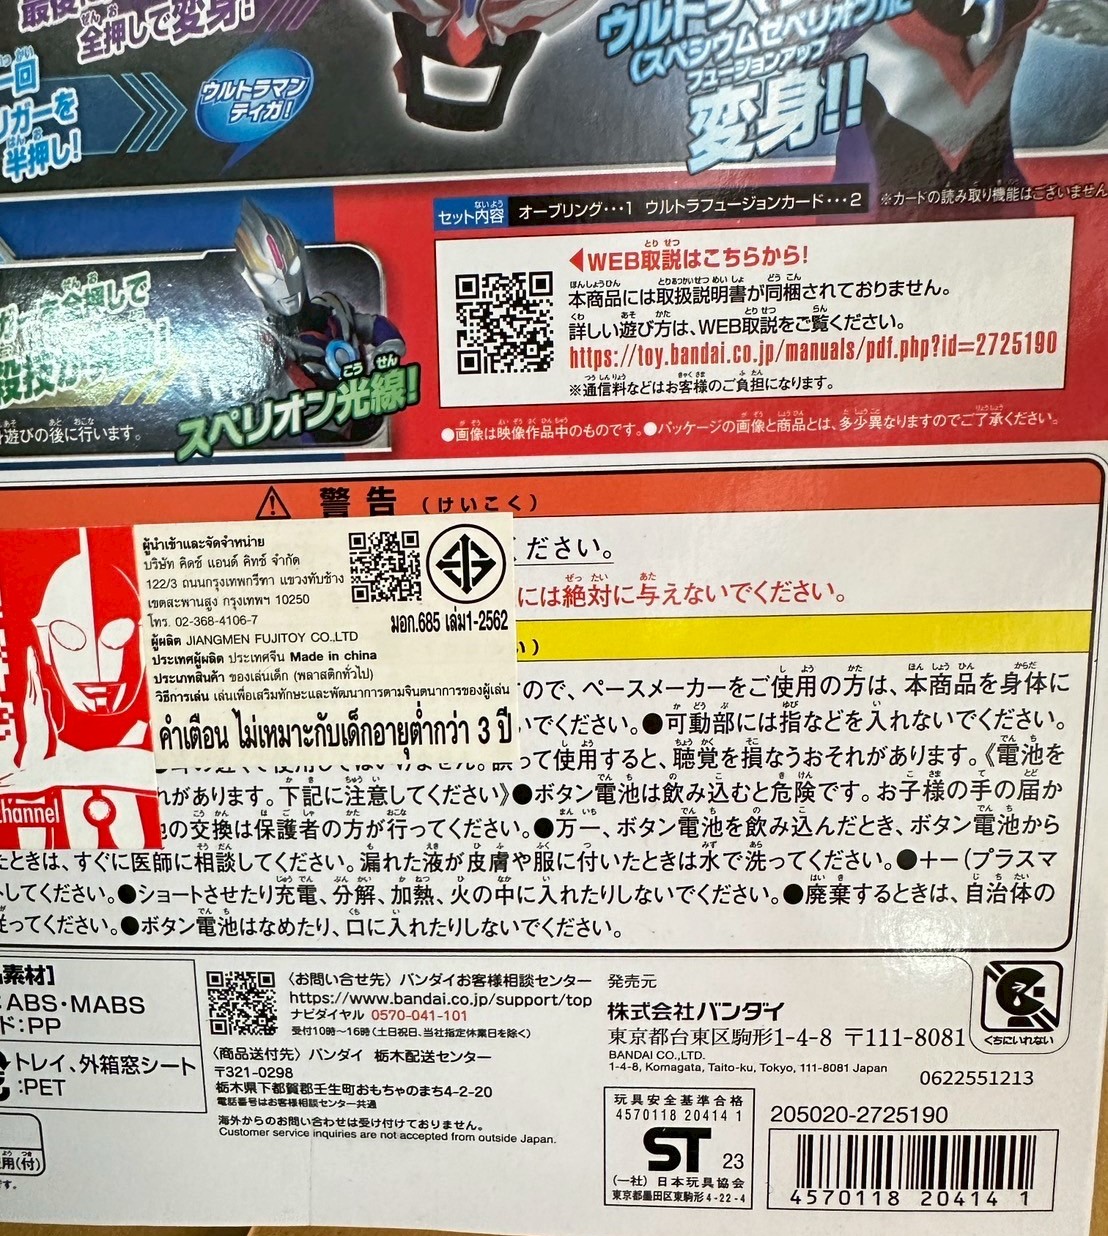 全押しで変身!
一回
半押し!
ウルトラマン
ティガ!
フュージョンアップ
変身!!
セット内容 オーブリング・・・1 ウルトラフュージョンカード・・・2 ※カードの読み取り機能はございません
◀WEB取説はこちらから!
本商品には取扱説明書が同梱されておりません。
詳しい遊び方は、WEB取説をご覧ください。
https://toy.bandai.co.jp/manuals/pdf.php?id=2725190
※通信料などはお客様のご負担になります。
スペリオン光線!
遊びの後に行います。
●画像は映像作品中のものです。●パッケージの画像と商品とは、多少異なりますのでご了承ください。
⚠ 警告 (けいこく)
ください。
には絶対に与えないでください。
ผู้นำเข้าและจัดจำหน่าย
บริษัท คิดซ์ แอนด์ คิทซ์ จำกัด
122/3 ถนนกรุงเทพกรีฑา แขวงทับช้าง
เขตสะพานสูง กรุงเทพฯ 10250
โทร. 02-368-4106-7
มอก.685 เล่ม1-2562
ผู้ผลิต JIANGMEN FUJITOY CO.,LTD
ประเทศผู้ผลิต ประเทศจีน Made in china
ประเภทสินค้า ของเล่นเด็ก (พลาสติกทั่วไป)
วิธีการเล่น เล่นเพื่อเสริมทักษะและพัฒนาการตามจินตนาการของผู้เล่น
คำเตือน ไม่เหมาะกับเด็กอายุต่ำกว่า 3 ปี
channel
ので、ペースメーカーをご使用の方は、本商品を身体に
いでください。●可動部には指などを入れないでください。
って使用すると、聴覚を損なうおそれがあります。《電池を
れがあります。下記に注意してください》●ボタン電池は飲み込むと危険です。お子様の手の届か
の交換は保護者の方が行ってください。●万一、ボタン電池を飲み込んだとき、ボタン電池から
たときは、すぐに医師に相談してください。漏れた液が皮膚や服に付いたときは水で洗ってください。●+-(プラスマ
してください。●ショートさせたり充電、分解、加熱、火の中に入れたりしないでください。●廃棄するときは、自治体の
従ってください。●ボタン電池はなめたり、口に入れたりしないでください。
素材]
:ABS・MABS
ド:PP
トレイ、外箱窓シート
:PET
〈お問い合せ先〉バンダイお客様相談センター
https://www.bandai.co.jp/support/top
ナビダイヤル 0570-041-101
受付10時~16時(土日祝日、当社指定休業日を除く)
〈商品送付先〉バンダイ 栃木配送センター
〒321-0298
栃木県下都賀郡壬生町おもちゃのまち4-2-20
電話番号はお客様相談センター共通
海外からのお問い合わせは受け付けておりません。
Customer service inquiries are not accepted from outside Japan.
発売元
株式会社バンダイ
東京都台東区駒形1-4-8 〒111-8081
BANDAI CO.,LTD.
1-4-8, Komagata, Taito-ku, Tokyo, 111-8081 Japan
くちにいれない
0622551213
玩具安全基準合格
4570118 20414 1
ST 23
(一社)日本玩具協会
東京都墨田区東駒形4-22-4
205020-2725190
4570118 20414 1
用(付)